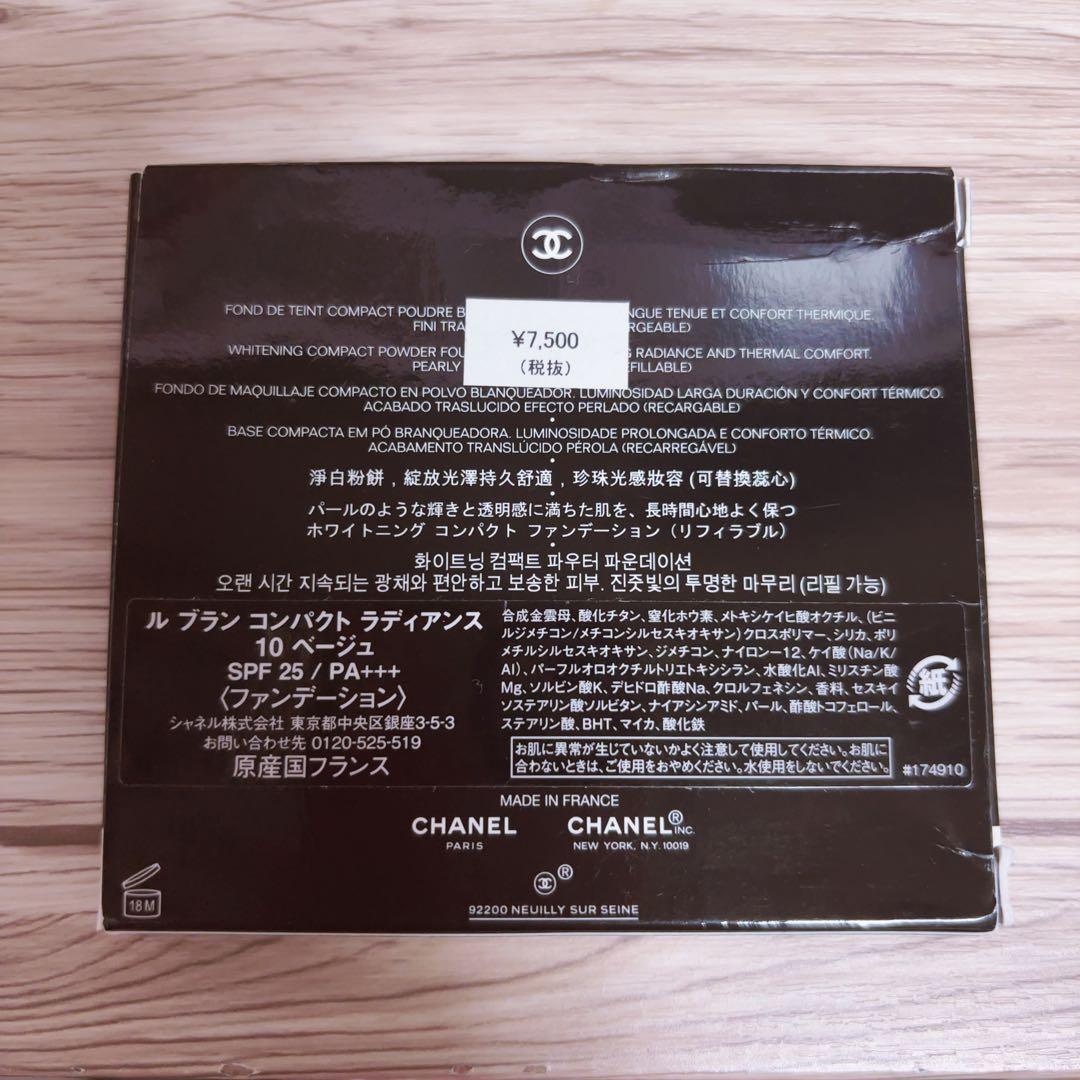 FOND DE TEINT COMPACT POUDRE TENUE ET CONFORT THERMIQUE.
FINI
¥7,500
(税抜)
WHITENING COMPACT POWDER RADIANCE AND THERMAL COMFORT.
PEARLY
FONDO DE MAQUILLAJE COMPACTO EN POLVO BLANQUEADOR. LUMINOSIDAD LARGA DURACIÓN Y CONFORT TÉRMICO.
ACABADO TRASLUCIDO EFECTO PERLADO (RECARGABLE)
BASE COMPACTA EM PÓ BRANQUEADORA. LUMINOSIDADE PROLONGADA E CONFORTO TÉRMICO.
ACABAMENTO TRANSLÚCIDO PÉROLA (RECARREGÁVEL)
淨白粉餅，綻放光澤持久舒適，珍珠光感妝容 (可替換蕊心)
パールのような輝きと透明感に満ちた肌を、長時間心地よく保つ
ホワイトニング コンパクト ファンデーション（リフィラブル）
화이트닝 컴팩트 파우더 파운데이션
오랜 시간 지속되는 광채와 편안하고 보송한 피부. 진줏빛의 투명한 마무리 (리필 가능)
ル ブラン コンパクト ラディアンス
10 ベージュ
SPF 25 / PA+++
〈ファンデーション〉
シャネル株式会社 東京都中央区銀座3-5-3
お問い合わせ先 0120-525-519
原産国フランス
合成金雲母、酸化チタン、窒化ホウ素、メトキシケイヒ酸オクチル、(ビニ
ルジメチコン/メチコンシルセスキオキサン)クロスポリマー、シリカ、ポリ
メチルシルセスキオキサン、ジメチコン、ナイロン-12、ケイ酸(Na/K/
Al)、パーフルオロオクチルトリエトキシシラン、水酸化Al、ミリスチン酸
Mg、ソルビン酸K、デヒドロ酢酸Na、クロルフェネシン、香料、セスキイ
ソステアリン酸ソルビタン、ナイアシンアミド、パール、酢酸トコフェロール、
ステアリン酸、BHT、マイカ、酸化鉄
紙
お肌に異常が生じていないかよく注意して使用してください。お肌に
合わないときは、ご使用をおやめください。水使用をしないでください。
#174910
MADE IN FRANCE
CHANEL
PARIS
CHANEL® INC.
NEW YORK, N.Y. 10019
®
92200 NEUILLY SUR SEINE
18 M